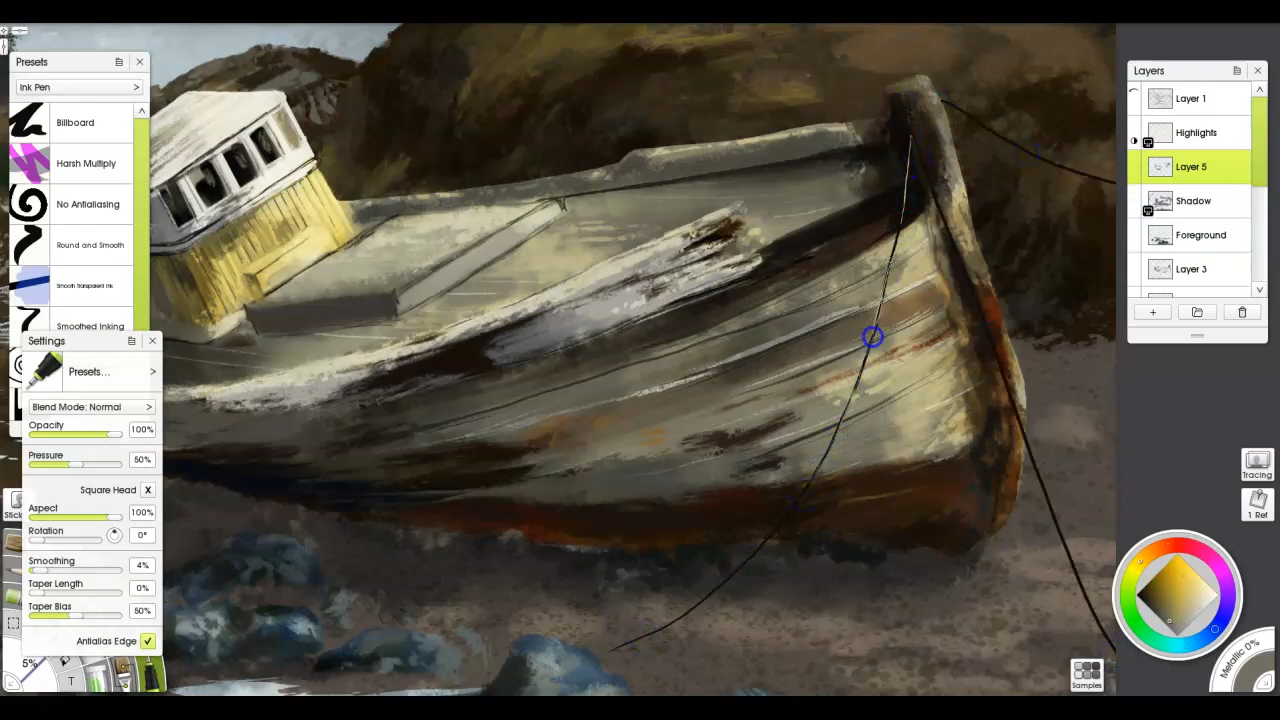 Presets
Ink Pen >
Billboard
Harsh Multiply
No Antialiasing
Round and Smooth
Smooth Transparent Ink
Smoothed Inking
Settings
Presets... >
Blend Mode: Normal >
Opacity 100%
Pressure 50%
Square Head X
Aspect 100%
Rotation 0°
Smoothing 4%
Taper Length 0%
Taper Bias 50%
Antialias Edge
Stick
5%
T
Layers
Layer 1
Highlights
Layer 5
Shadow
Foreground
Layer 3
Tracing
1 Ref
Metallic 0%
Samples